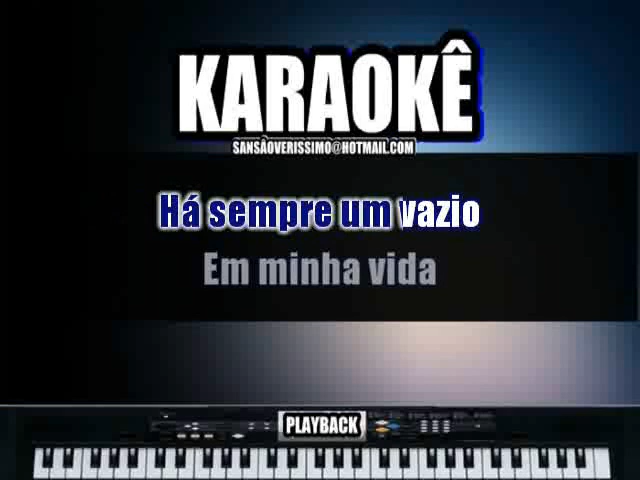 KARAOKÊ
SANSÃOVERISSIMO@HOTMAIL.COM
Há sempre um vazio
Em minha vida
PLAYBACK